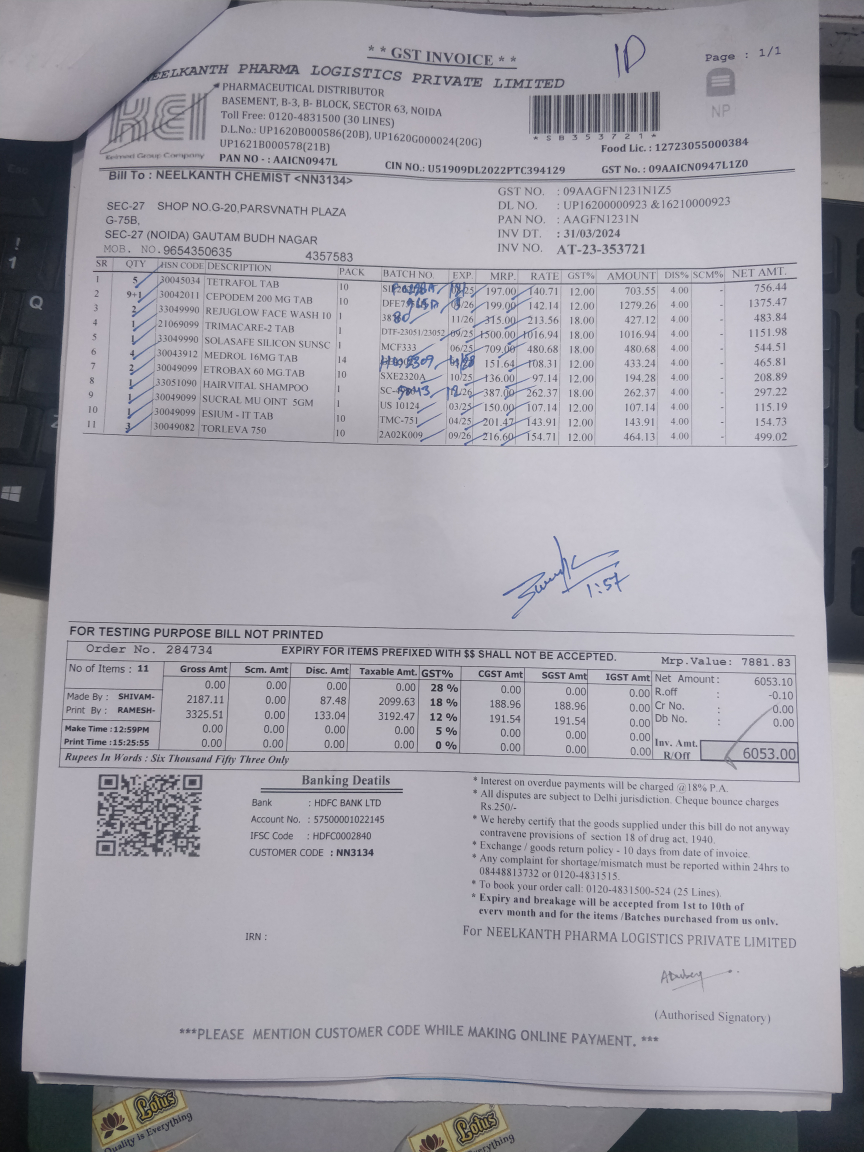 ** GST INVOICE **
1D
Page : 1/1
NEELKANTH PHARMA LOGISTICS PRIVATE LIMITED
PHARMACEUTICAL DISTRIBUTOR
BASEMENT, B-3, B- BLOCK, SECTOR 63, NOIDA
Toll Free: 0120-4831500 (30 LINES)
D.L.No.: UP1620B000586(20B), UP1620G000024(20G)
UP1621B000578(21B)
PAN NO - : AAICN0947L
KEI
Keimed Group Company
NP
*58353721*
Food Lic. : 12723055000384
CIN NO.: U51909DL2022PTC394129
GST No. : 09AAICN0947L1Z0
Bill To : NEELKANTH CHEMIST <NN3134>
SEC-27 SHOP NO.G-20,PARSVNATH PLAZA
G-75B,
SEC-27 (NOIDA) GAUTAM BUDH NAGAR
MOB. NO.9654350635 4357583
GST NO. : 09AAGFN1231N1Z5
DL NO. : UP16200000923 &16210000923
PAN NO. : AAGFN1231N
INV DT. : 31/03/2024
INV NO. AT-23-353721
SR QTY HSN CODE DESCRIPTION PACK BATCH NO. EXP. MRP. RATE GST% AMOUNT DIS% SCM% NET AMT.
1 5 30045034 TETRAFOL TAB 10 197.00 140.71 12.00 703.55 4.00 - 756.44
2 9+1 30042011 CEPODEM 200 MG TAB 10 199.00 142.14 12.00 1279.26 4.00 - 1375.47
3 2 33049990 REJUGLOW FACE WASH 10 1 11/26 315.00 213.56 18.00 427.12 4.00 - 483.84
4 1 21069099 TRIMACARE-2 TAB 1 DTF-23051/23052 09/25 1500.00 1016.94 18.00 1016.94 4.00 - 1151.98
5 1 33049990 SOLASAFE SILICON SUNSC 1 MCF333 06/25 709.00 480.68 18.00 480.68 4.00 - 544.51
6 4 30043912 MEDROL 16MG TAB 14 151.64 108.31 12.00 433.24 4.00 - 465.81
7 2 30049099 ETROBAX 60 MG.TAB 10 SXE2320A 10/25 136.00 97.14 12.00 194.28 4.00 - 208.89
8 1 33051090 HAIRVITAL SHAMPOO 1 387.00 262.37 18.00 262.37 4.00 - 297.22
9 1 30049099 SUCRAL MU OINT 5GM 1 US 10124 03/25 150.00 107.14 12.00 107.14 4.00 - 115.19
10 1 30049099 ESIUM - IT TAB 10 TMC-751 04/25 201.47 143.91 12.00 143.91 4.00 - 154.73
11 3 30049082 TORLEVA 750 10 2A02K009 09/26 216.60 154.71 12.00 464.13 4.00 - 499.02
1:57
FOR TESTING PURPOSE BILL NOT PRINTED
Order No. 284734 EXPIRY FOR ITEMS PREFIXED WITH $$ SHALL NOT BE ACCEPTED. Mrp.Value: 7881.83
No of Items : 11
Made By : SHIVAM-
Print By : RAMESH-
Make Time :12:59PM
Print Time :15:25:55
Gross Amt Scm. Amt Disc. Amt Taxable Amt. GST% CGST Amt SGST Amt IGST Amt
0.00 0.00 0.00 0.00 28 % 0.00 0.00 0.00
2187.11 0.00 87.48 2099.63 18 % 188.96 188.96 0.00
3325.51 0.00 133.04 3192.47 12 % 191.54 191.54 0.00
0.00 0.00 0.00 0.00 5 % 0.00 0.00 0.00
0.00 0.00 0.00 0.00 0 % 0.00 0.00 0.00
Net Amount: 6053.10
R.off : -0.10
Cr No. : 0.00
Db No. : 0.00
Inv. Amt.
R/Off 6053.00
Rupees In Words : Six Thousand Fifty Three Only
Banking Deatils
Bank : HDFC BANK LTD
Account No. : 57500001022145
IFSC Code : HDFC0002840
CUSTOMER CODE : NN3134
IRN :
* Interest on overdue payments will be charged @18% P.A.
* All disputes are subject to Delhi jurisdiction. Cheque bounce charges
Rs.250/-
* We hereby certify that the goods supplied under this bill do not anyway
contravene provisions of section 18 of drug act, 1940.
* Exchange / goods return policy - 10 days from date of invoice.
* Any complaint for shortage/mismatch must be reported within 24hrs to
08448813732 or 0120-4831515.
* To book your order call: 0120-4831500-524 (25 Lines).
* Expiry and breakage will be accepted from 1st to 10th of
every month and for the items /Batches purchased from us only.
For NEELKANTH PHARMA LOGISTICS PRIVATE LIMITED
(Authorised Signatory)
***PLEASE MENTION CUSTOMER CODE WHILE MAKING ONLINE PAYMENT. ***
Lotus
Quality is Everything
Lotus